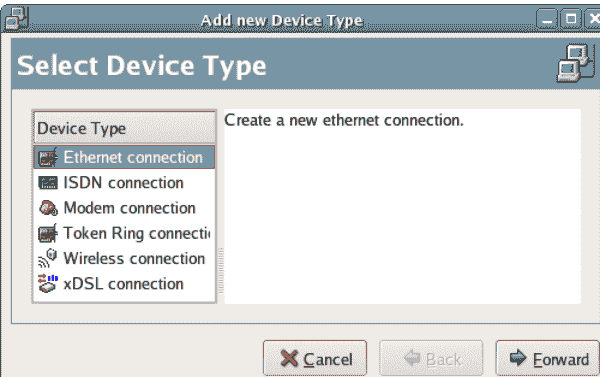 Add new Device Type
Select Device Type
Device Type
Create a new ethernet connection.
Ethernet connection
ISDN connection
Modem connection
Token Ring connecti
Wireless connection
xDSL connection
Cancel
Back
Forward